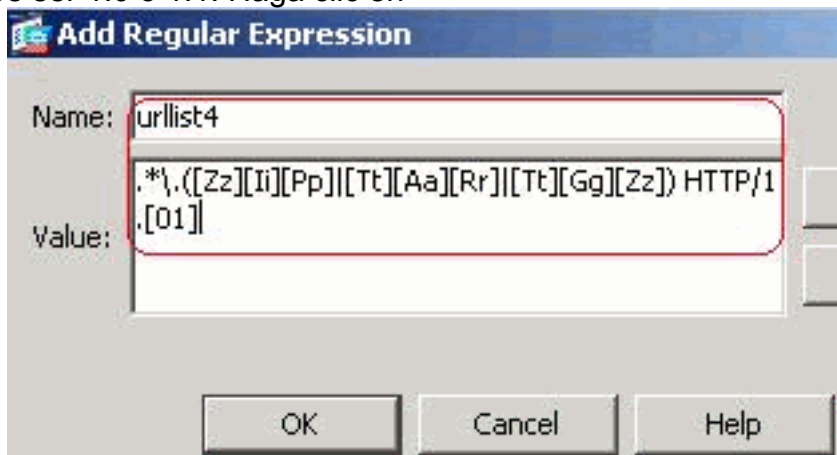 Add Regular Expression
Name: urllist4
.*\.([Zz][Ii][Pp]|[Tt][Aa][Rr]|[Tt][Gg][Zz]) HTTP/1
Value: .[01]
OK Cancel Help